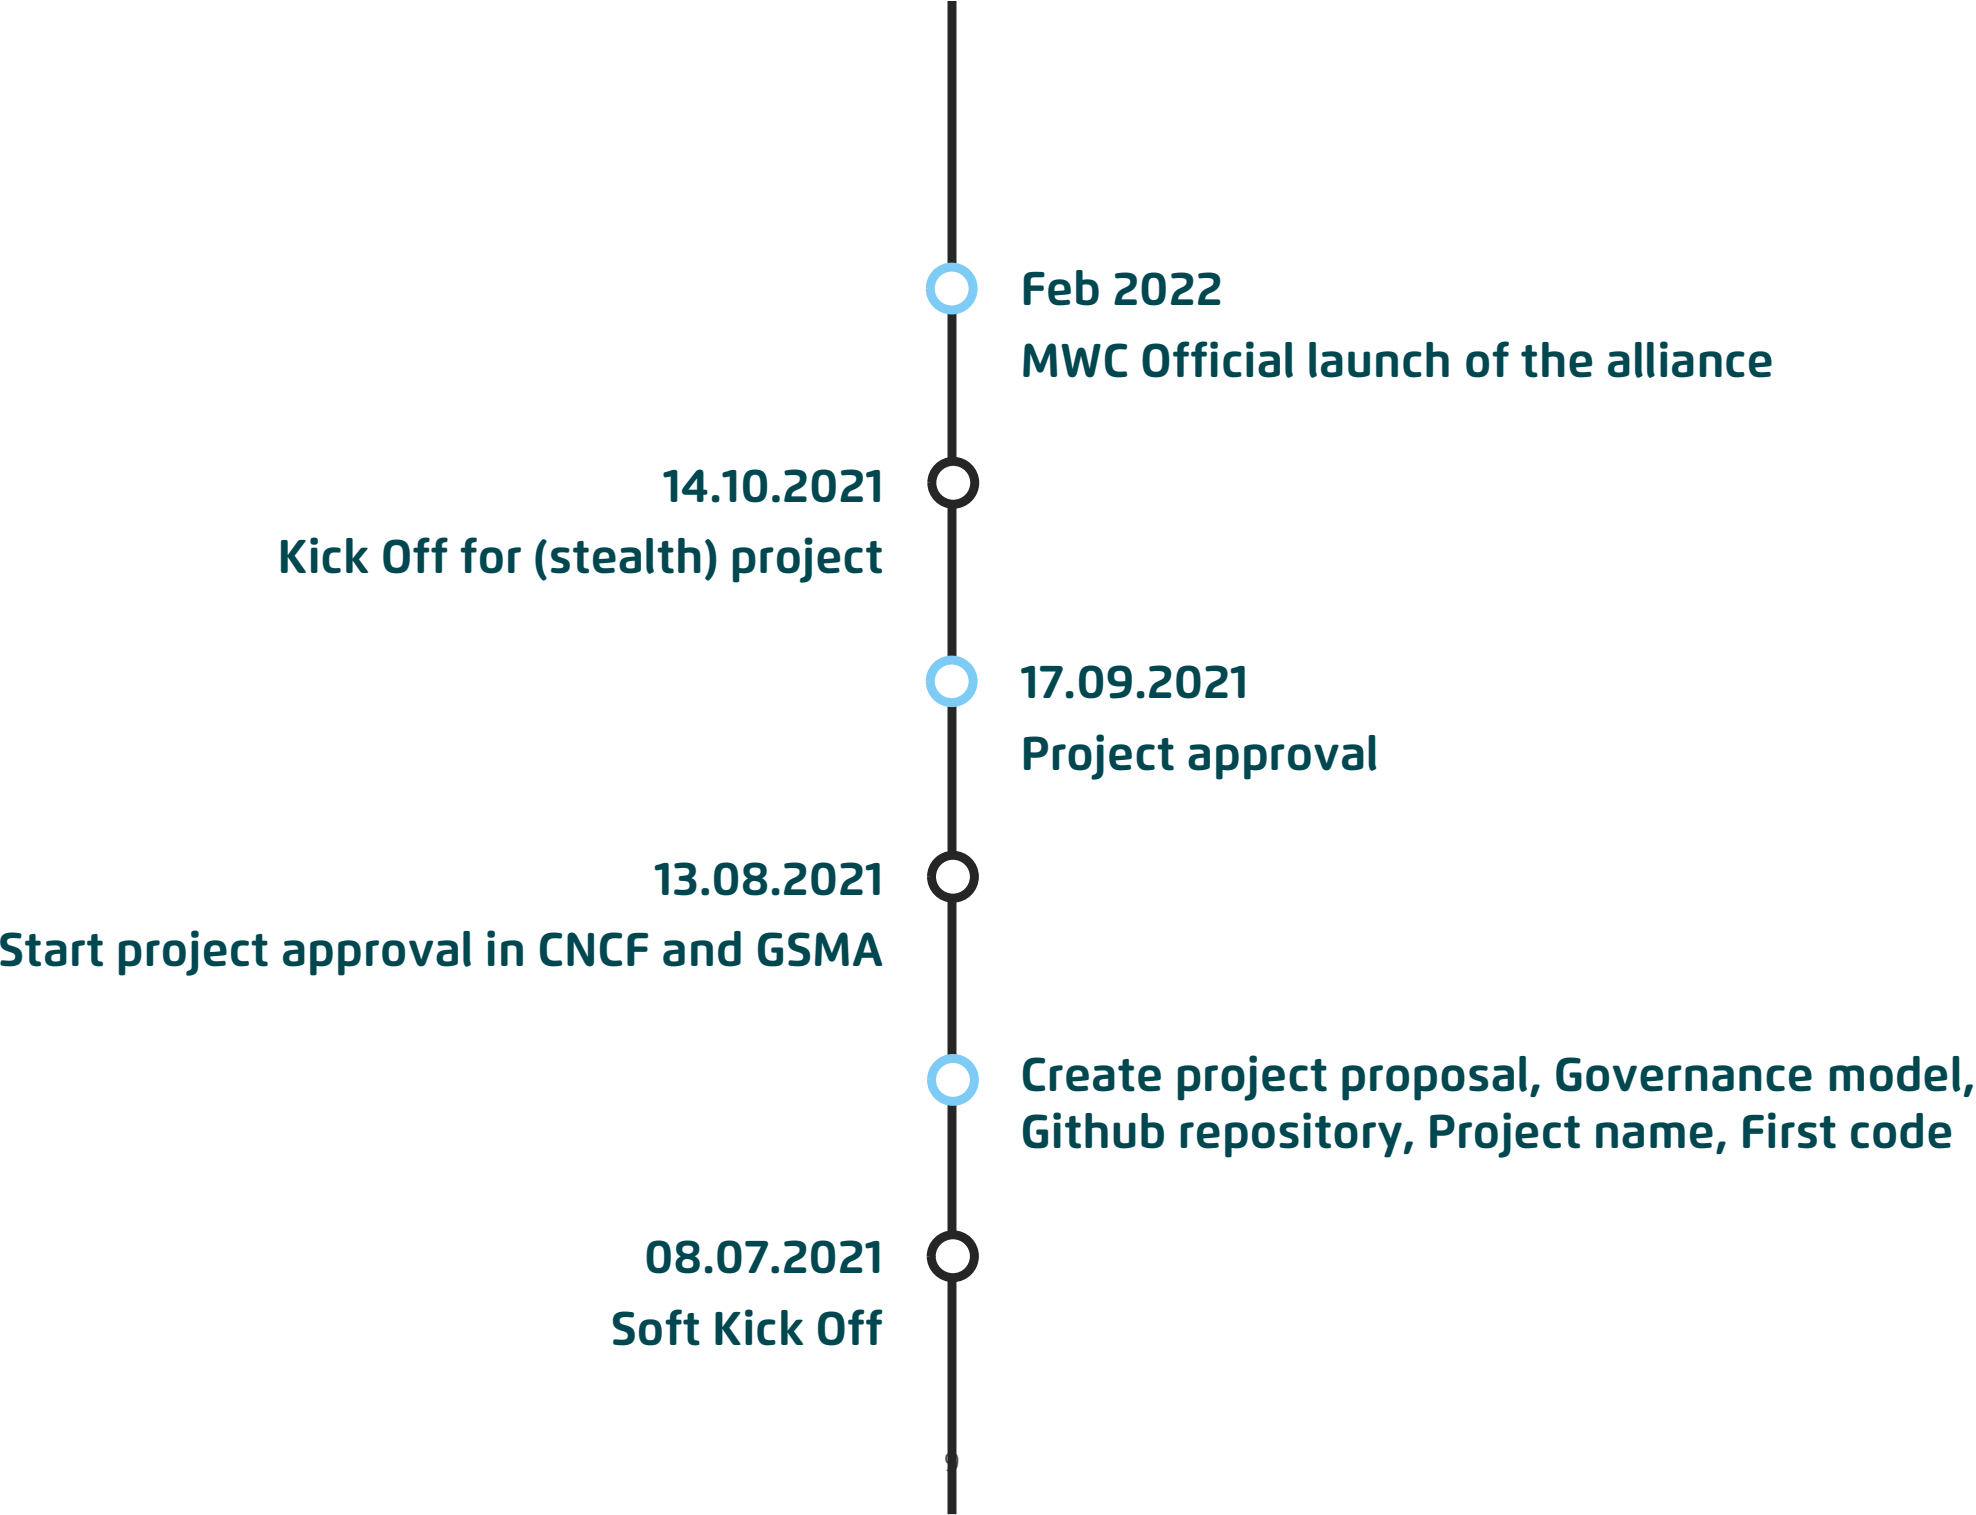 Feb 2022
MWC Official launch of the alliance
14.10.2021
Kick Off for (stealth) project
17.09.2021
Project approval
13.08.2021
Start project approval in CNCF and GSMA
Create project proposal, Governance model,
Github repository, Project name, First code
08.07.2021
Soft Kick Off
9